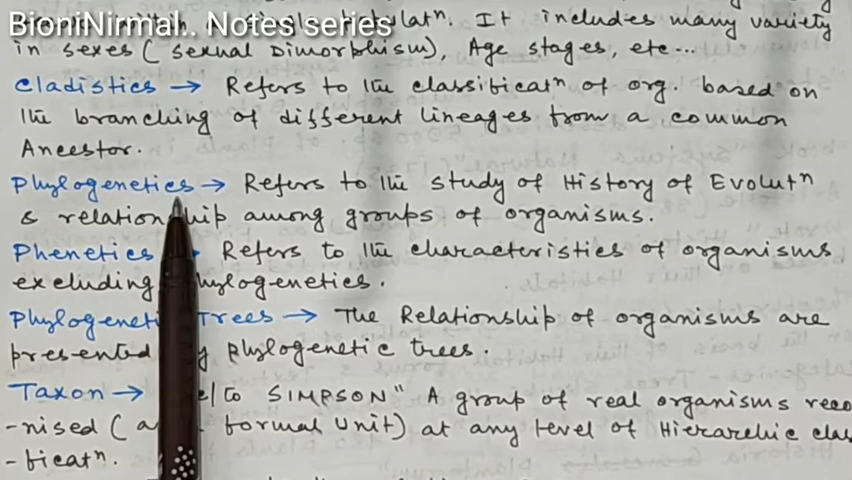 BioniNirmal.. Notes series
populatn. It includes many variety
in sexes (sexual Dimorphism), Age stages, etc...
Cladistics → Refers to the classificatn of org. based on
the branching of different lineages from a common
Ancestor.
Phylogenetics → Refers to the study of History of Evolutn
& relationship among groups of organisms.
Phenetics Refers to the characteristics of organisms
excluding phylogenetics.
Phylogenetic Trees → The Relationship of organisms are
presented by phylogenetic trees.
Taxon → to SIMPSON" A group of real organisms reco
-nised ( formal unit) at any level of Hierarchic clas
-ficatn.